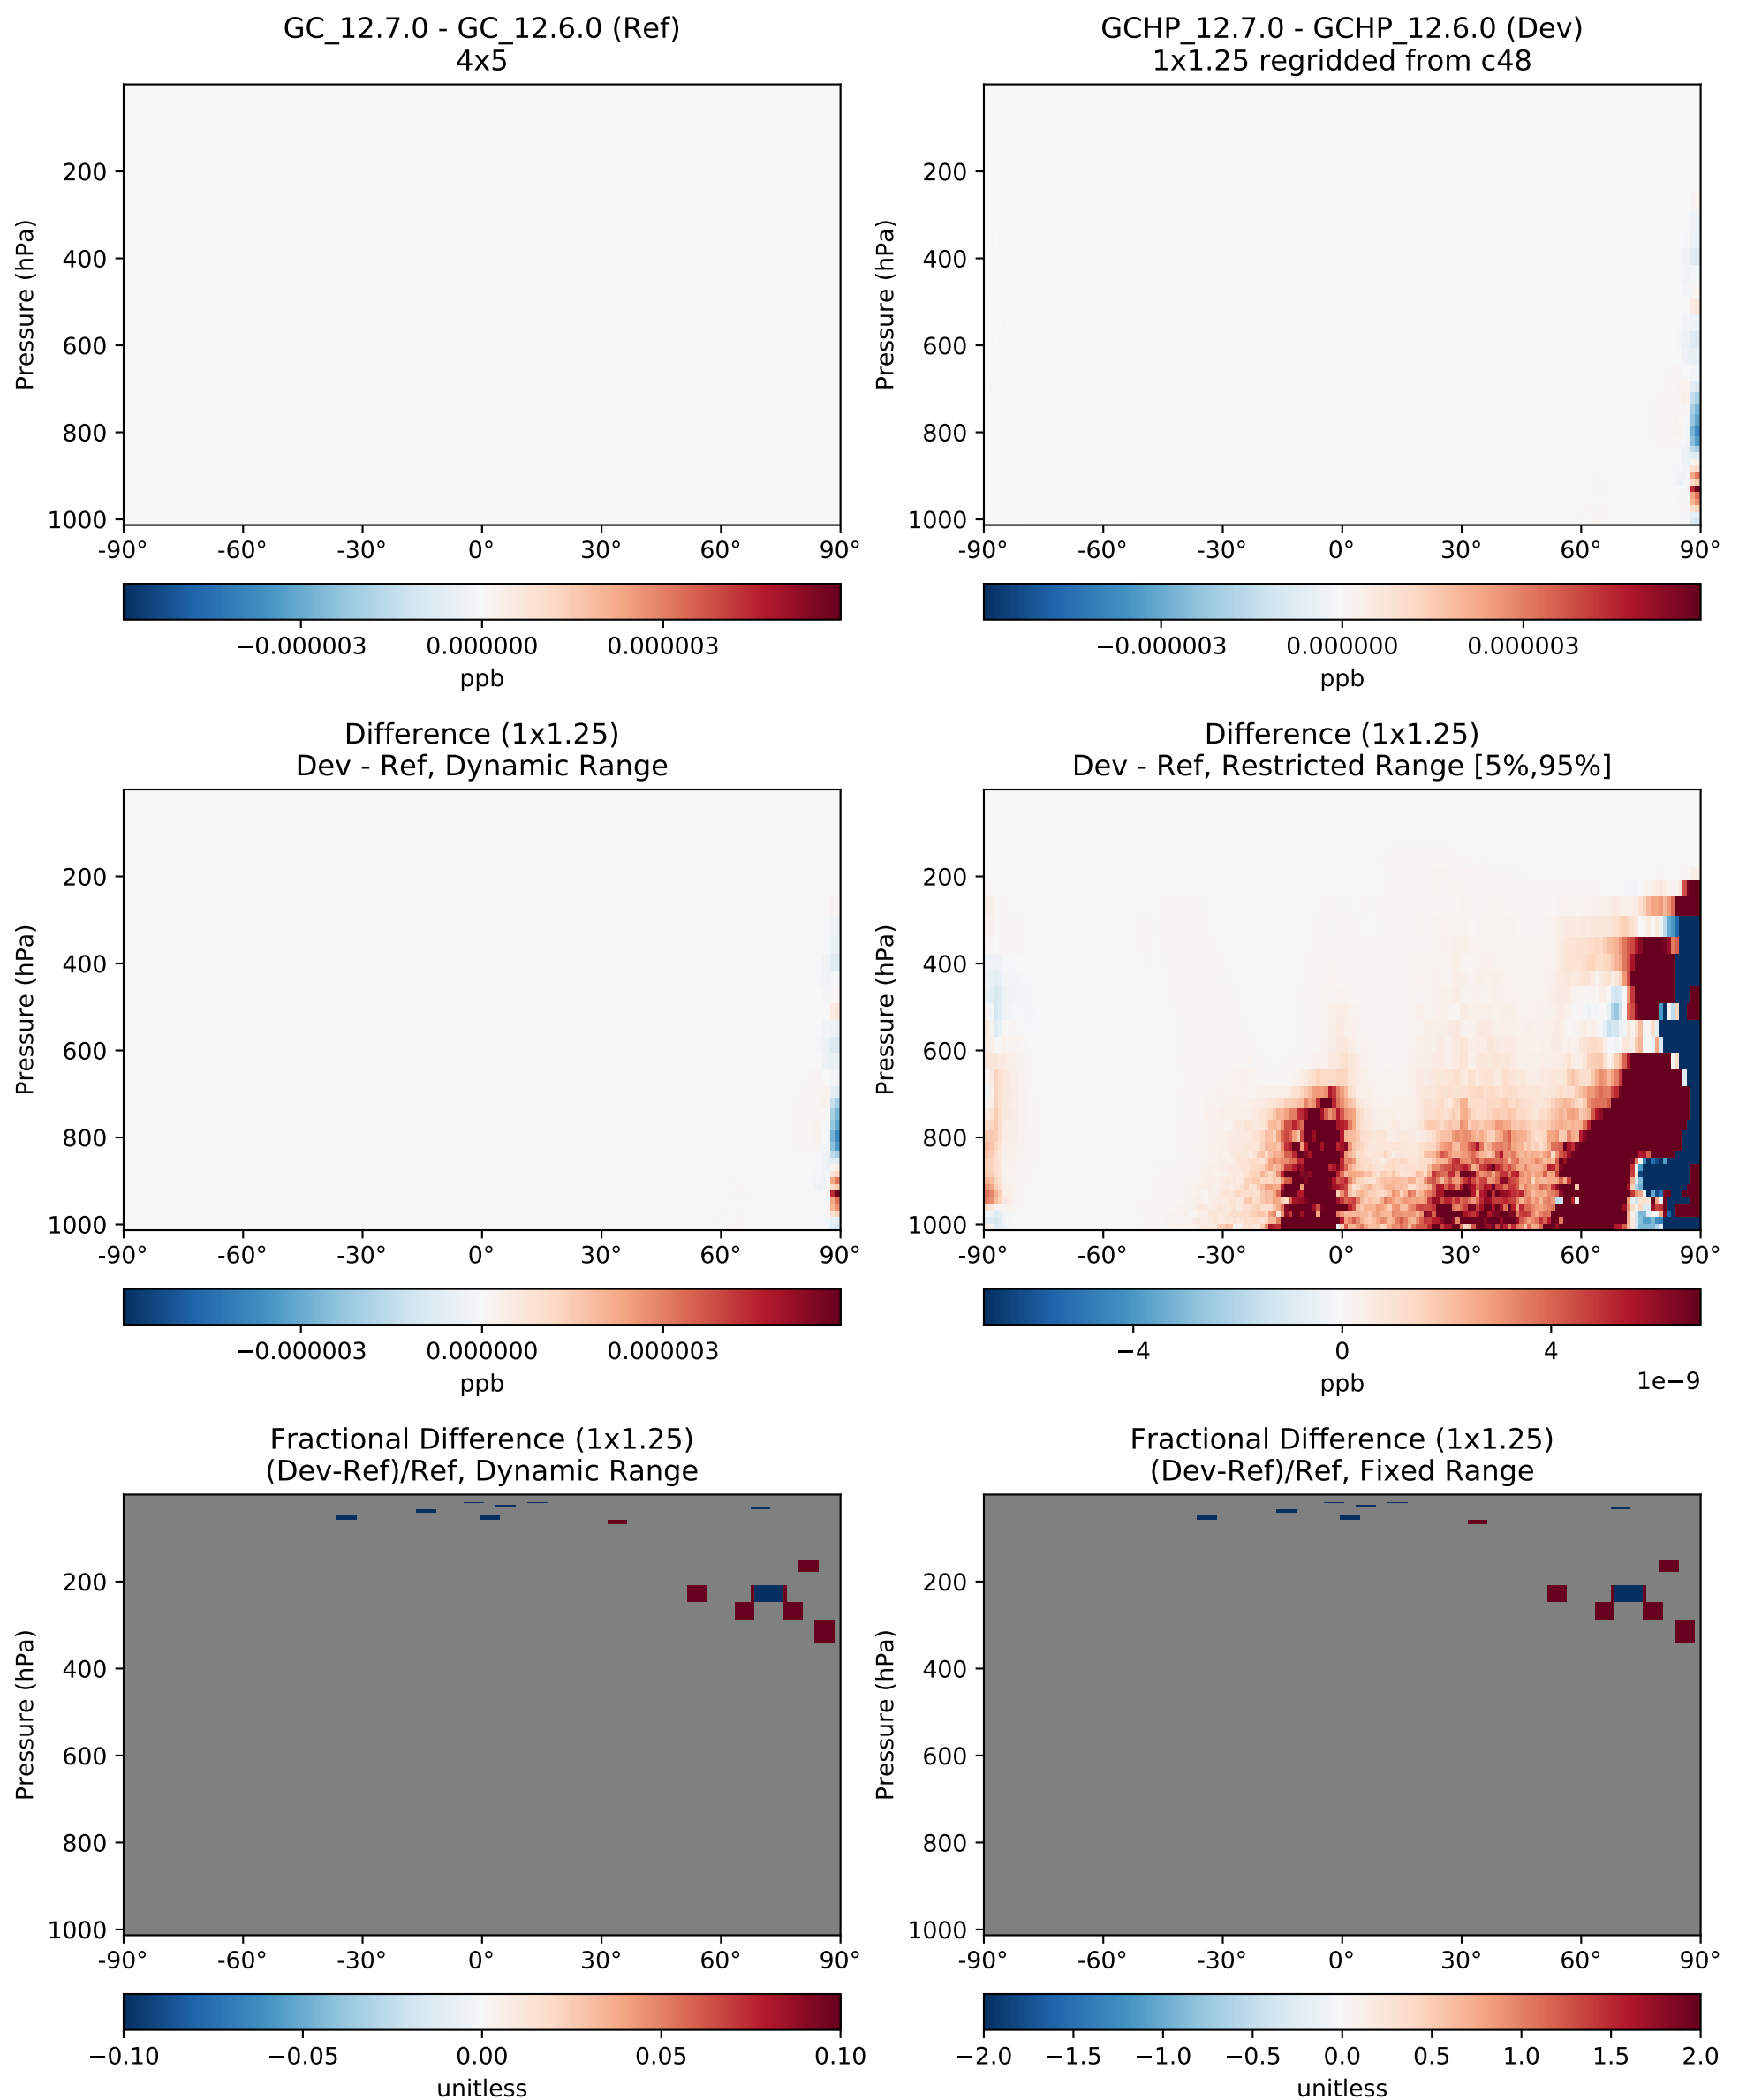 GC_12.7.0 - GC_12.6.0 (Ref)
4x5
Pressure (hPa)
200
400
600
800
1000
-90° -60° -30° 0° 30° 60° 90°
−0.000003 0.000000 0.000003
ppb
GCHP_12.7.0 - GCHP_12.6.0 (Dev)
1x1.25 regridded from c48
Pressure (hPa)
200
400
600
800
1000
-90° -60° -30° 0° 30° 60° 90°
−0.000003 0.000000 0.000003
ppb
Difference (1x1.25)
Dev - Ref, Dynamic Range
Pressure (hPa)
200
400
600
800
1000
-90° -60° -30° 0° 30° 60° 90°
−0.000003 0.000000 0.000003
ppb
Difference (1x1.25)
Dev - Ref, Restricted Range [5%,95%]
Pressure (hPa)
200
400
600
800
1000
-90° -60° -30° 0° 30° 60° 90°
−4 0 4
ppb 1e−9
Fractional Difference (1x1.25)
(Dev-Ref)/Ref, Dynamic Range
Pressure (hPa)
200
400
600
800
1000
-90° -60° -30° 0° 30° 60° 90°
−0.10 −0.05 0.00 0.05 0.10
unitless
Fractional Difference (1x1.25)
(Dev-Ref)/Ref, Fixed Range
Pressure (hPa)
200
400
600
800
1000
-90° -60° -30° 0° 30° 60° 90°
−2.0 −1.5 −1.0 −0.5 0.0 0.5 1.0 1.5 2.0
unitless